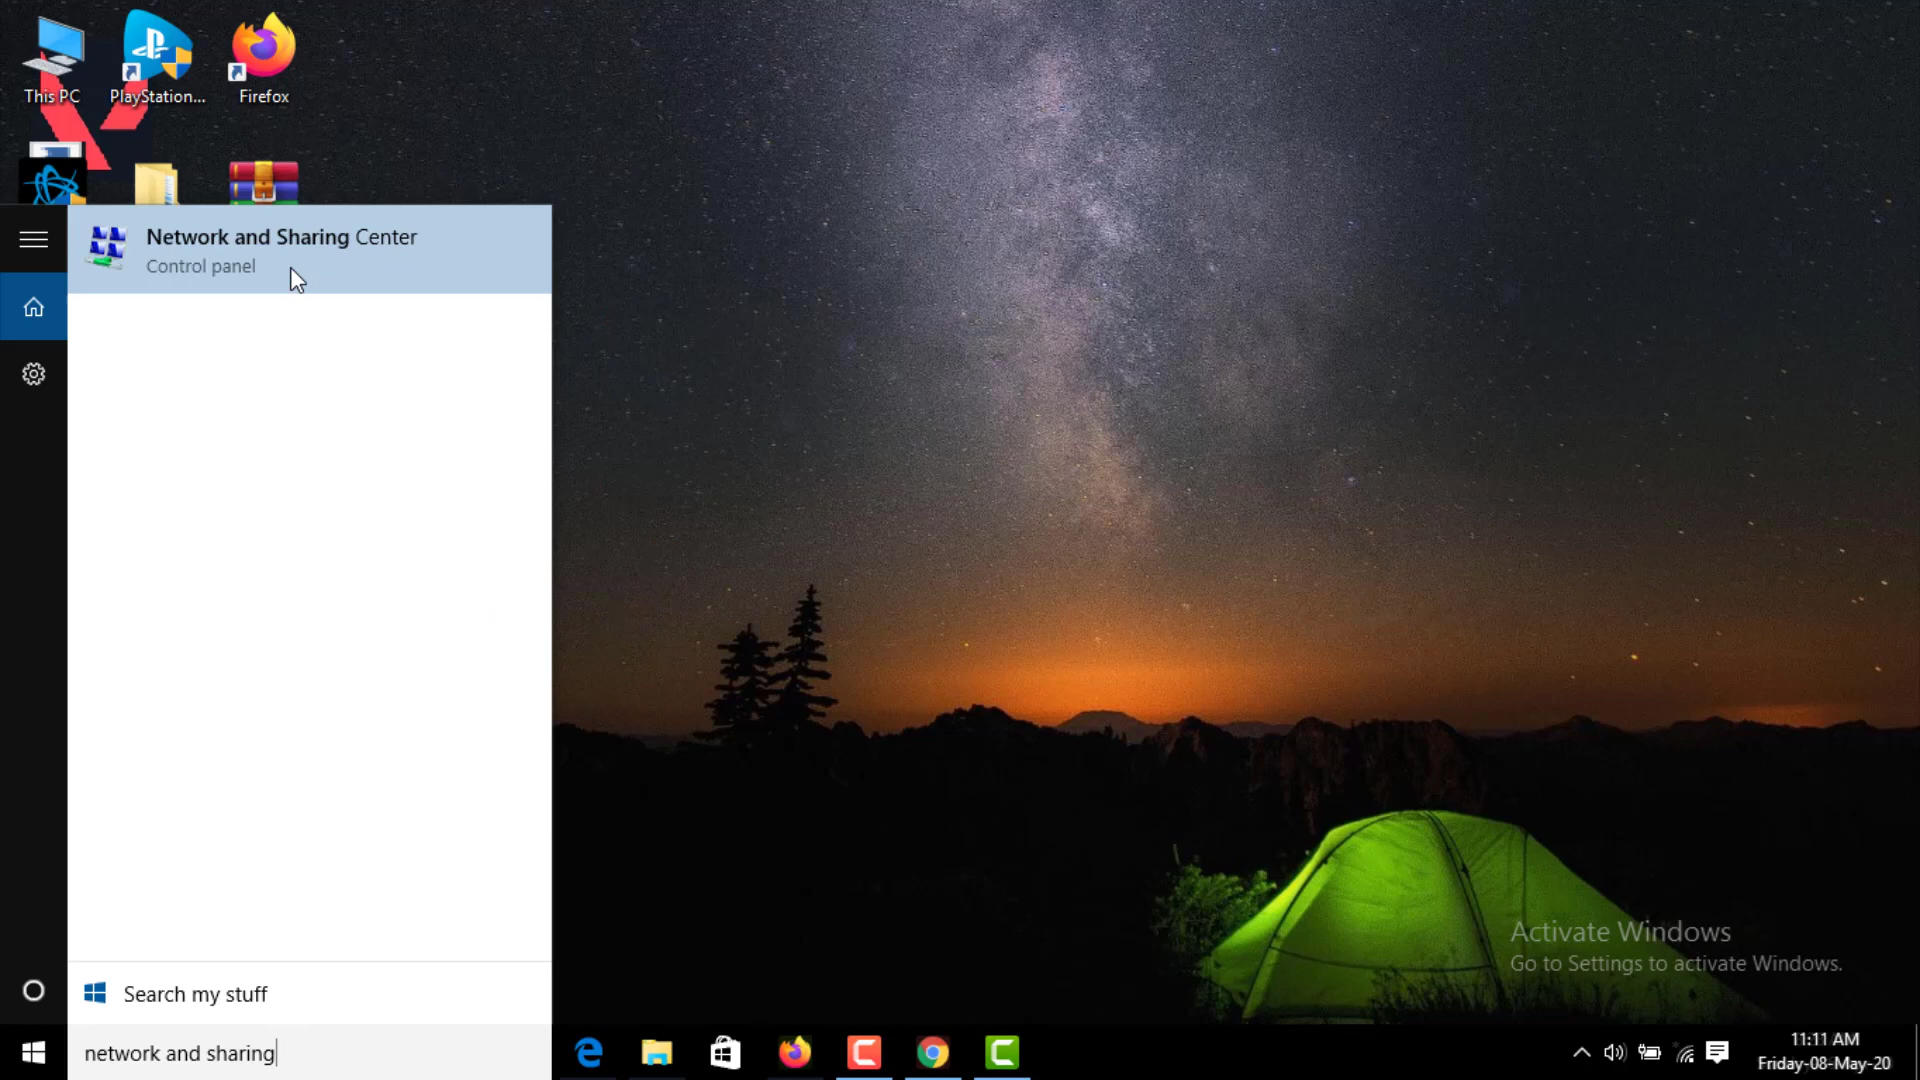 This PC
PlayStation...
Firefox
Network and Sharing Center
Control panel
Search my stuff
network and sharing
Activate Windows
Go to Settings to activate Windows.
11:11 AM
Friday-08-May-20